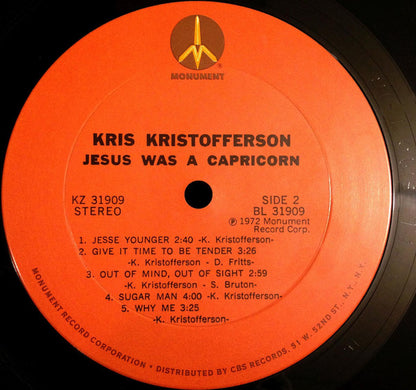 MONUMENT
KRIS KRISTOFFERSON
JESUS WAS A CAPRICORN
KZ 31909
STEREO
SIDE 2
BL 31909
℗ 1972 Monument
Record Corp.
1. JESSE YOUNGER 2:40 -K. Kristofferson-
2. GIVE IT TIME TO BE TENDER 3:26
-K. Kristofferson - D. Fritts-
3. OUT OF MIND, OUT OF SIGHT 2:59
-K. Kristofferson - S. Bruton-
4. SUGAR MAN 4:00 -K. Kristofferson-
5. WHY ME 3:25
-K. Kristofferson-
MONUMENT RECORD CORPORATION • DISTRIBUTED BY CBS RECORDS, 51 W. 52ND ST., N.Y. N.Y.